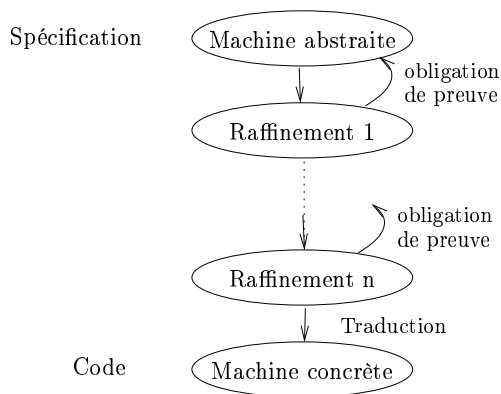 Spécification
Machine abstraite
obligation
de preuve
Raffinement 1
obligation
de preuve
Raffinement n
Traduction
Code
Machine concrète